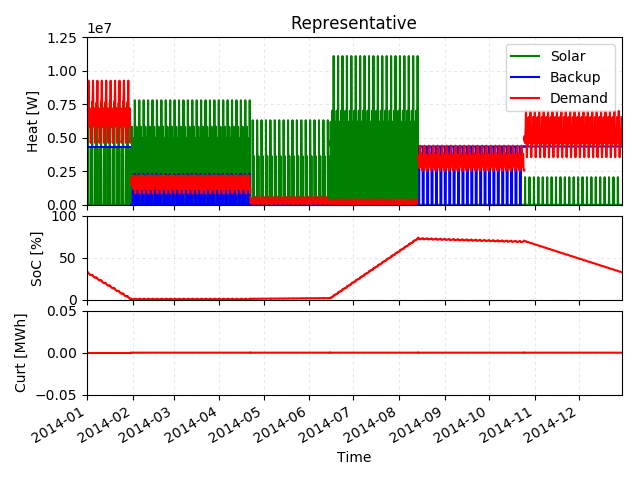 Representative
1e7
1.25
1.00
0.75
0.50
0.25
0.00
Heat [W]
Solar
Backup
Demand
100
50
0
SoC [%]
0.05
0.00
−0.05
Curt [MWh]
2014-01
2014-02
2014-03
2014-04
2014-05
2014-06
2014-07
2014-08
2014-09
2014-10
2014-11
2014-12
Time